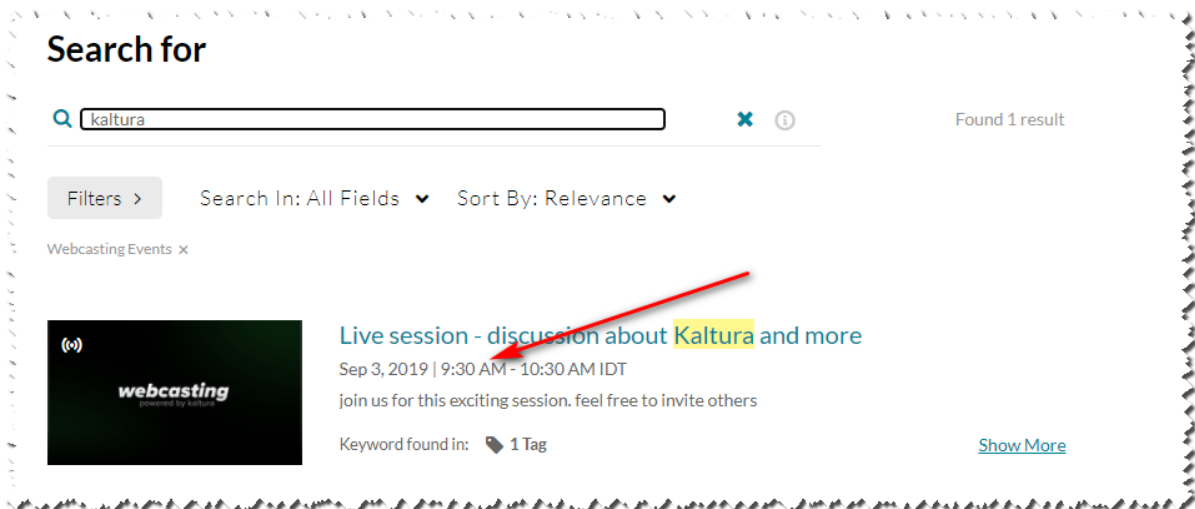 Search for
kaltura
Found 1 result
Filters >
Search In: All Fields
Sort By: Relevance
Webcasting Events ×
Live session - discussion about Kaltura and more
Sep 3, 2019 | 9:30 AM - 10:30 AM IDT
join us for this exciting session. feel free to invite others
webcasting
powered by kaltura
Keyword found in: 1 Tag
Show More